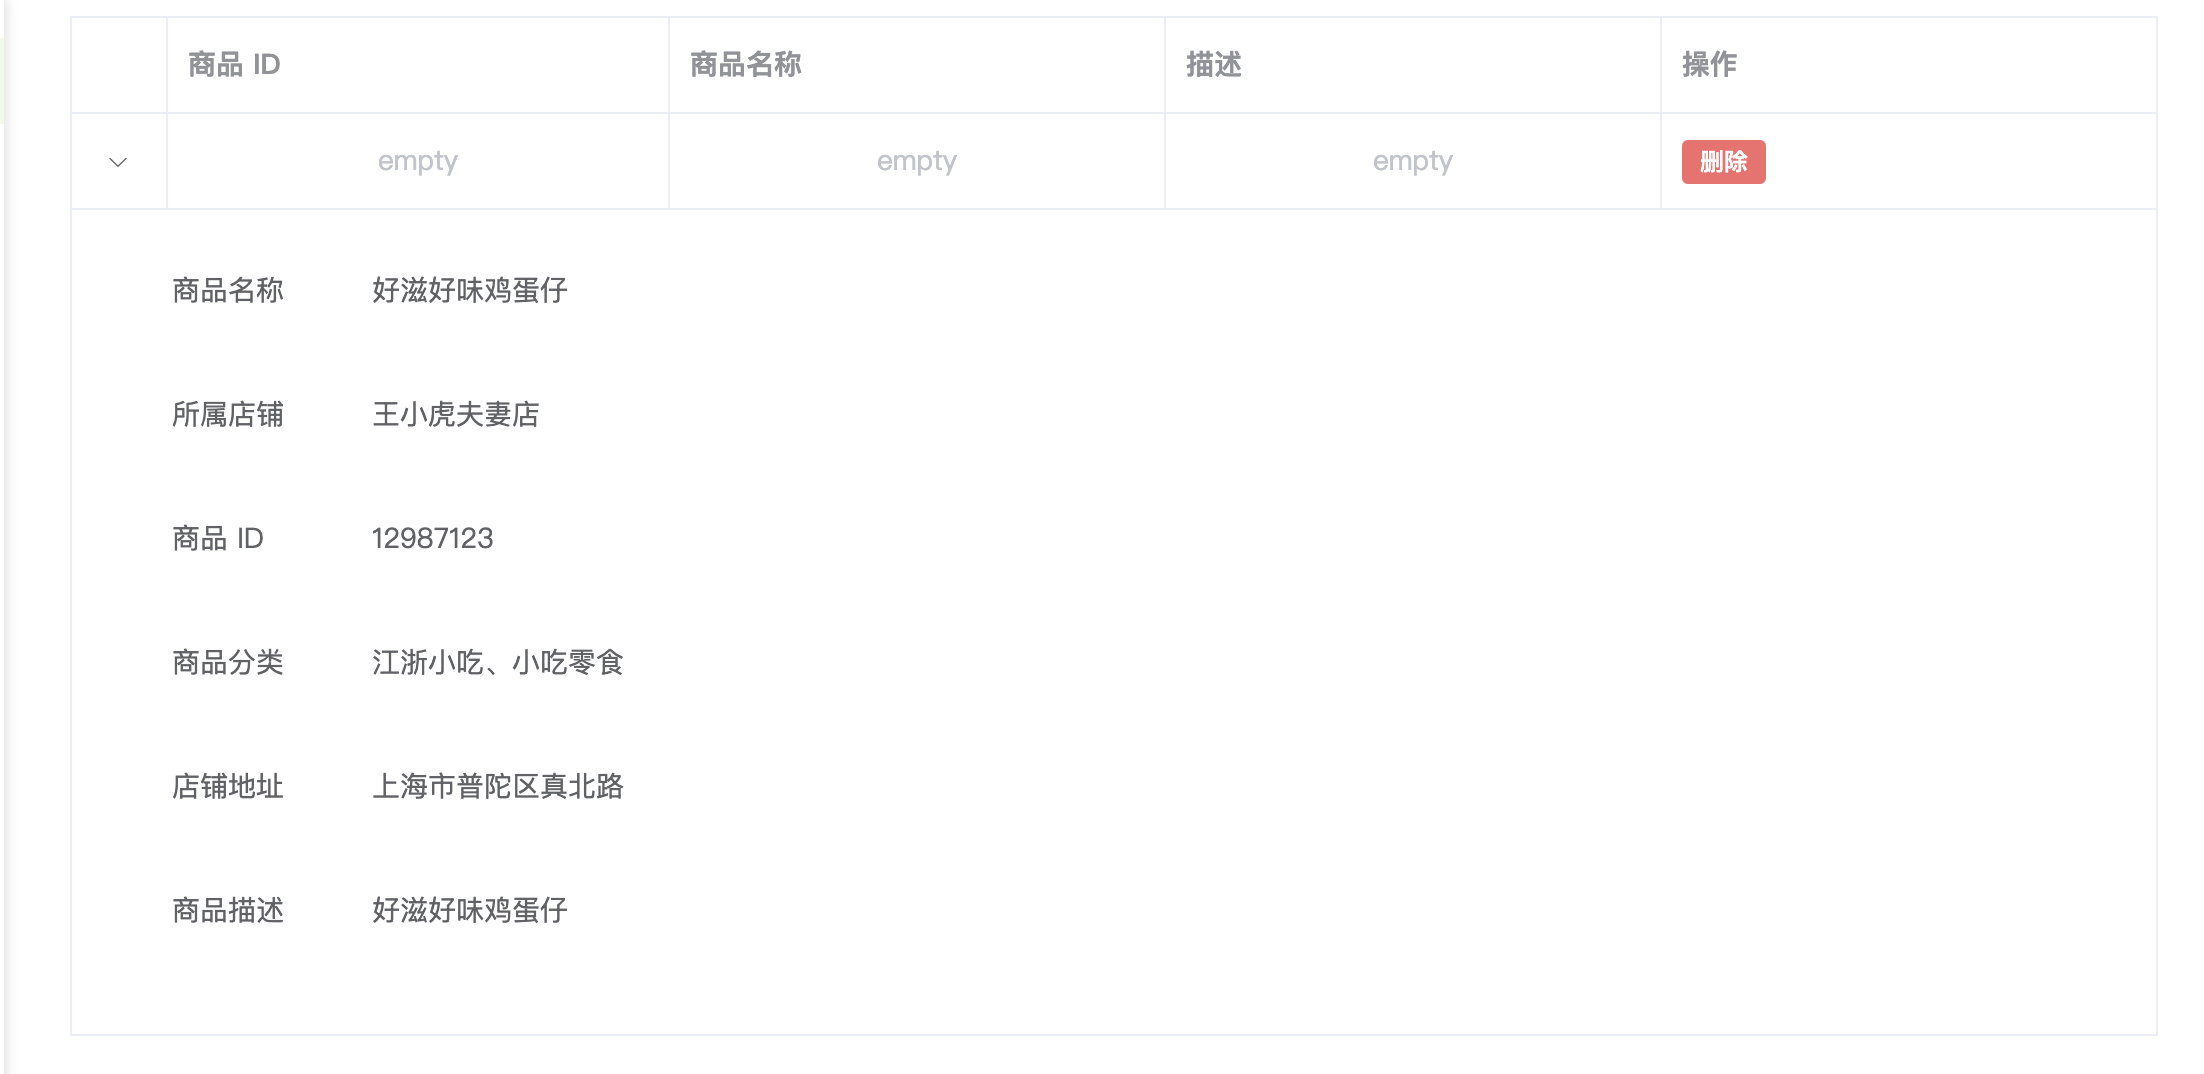 商品 ID 商品名称 描述 操作
empty empty empty 删除
商品名称 好滋好味鸡蛋仔
所属店铺 王小虎夫妻店
商品 ID 12987123
商品分类 江浙小吃、小吃零食
店铺地址 上海市普陀区真北路
商品描述 好滋好味鸡蛋仔